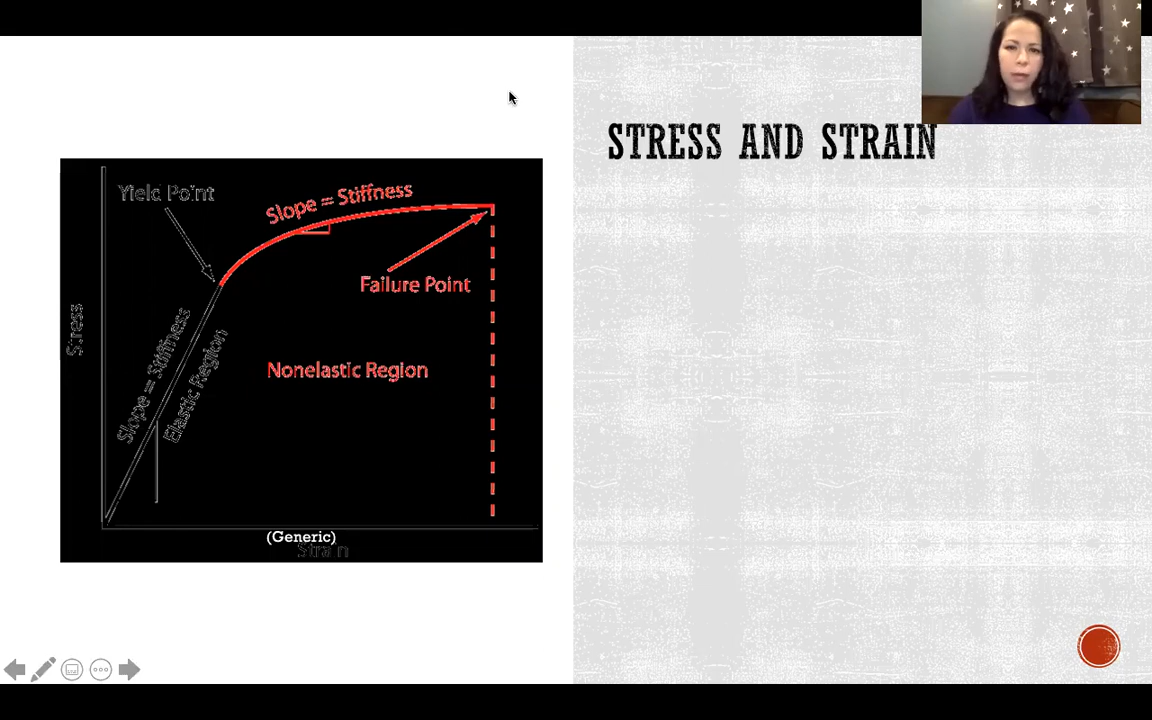 STRESS AND STRAIN
Yield Point
Slope = Stiffness
Failure Point
Stress
Slope = Stiffness
Elastic Region
Nonelastic Region
(Generic)
Strain